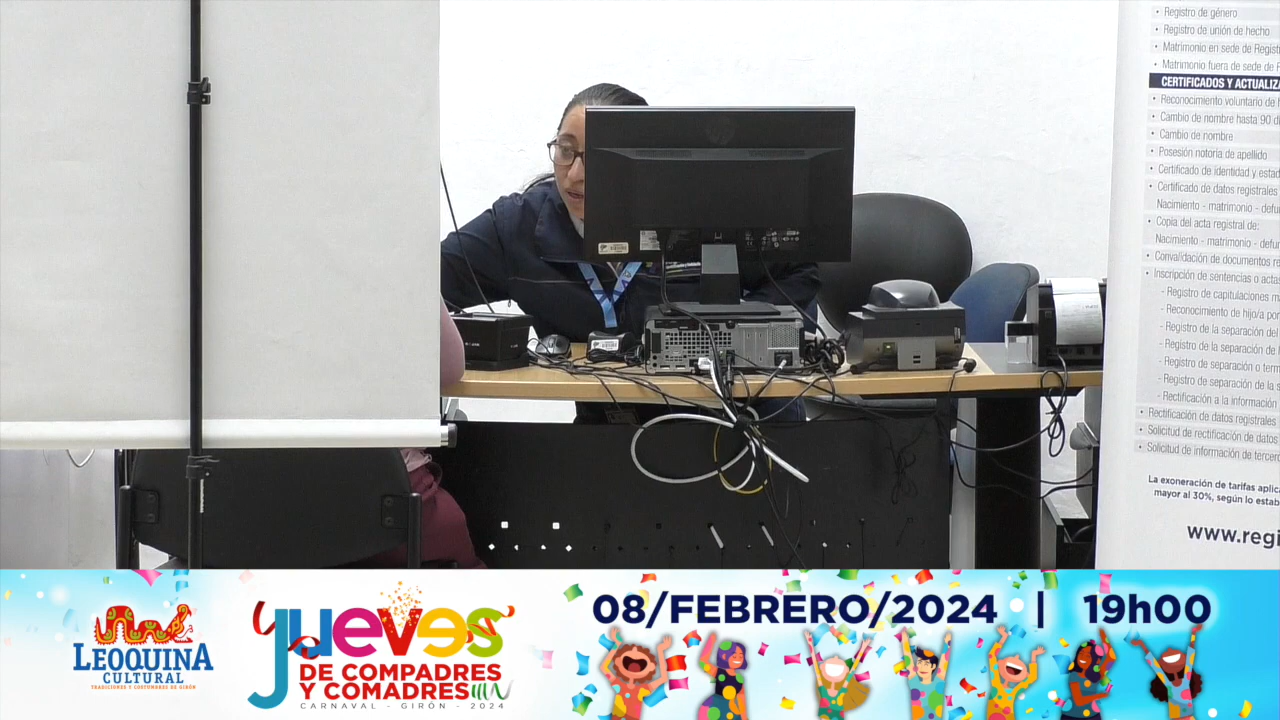 • Registro de género
• Registro de unión de hecho
• Matrimonio en sede de Regist
• Matrimonio fuera de sede de R
CERTIFICADOS Y ACTUALIZA
• Reconocimiento voluntario de
• Cambio de nombre hasta 90 d
• Cambio de nombre
• Posesión notoria de apellido
• Certificado de identidad y estad
• Certificado de datos registrales
Nacimiento - matrimonio - defu
• Copia del acta registral de:
Nacimiento - matrimonio - defu
• Convalidación de documentos re
• Inscripción de sentencias o acta
- Registro de capitulaciones m
- Reconocimiento de hijo/a por
- Registro de la separación de
- Registro de la separación de
- Registro de separación o term
- Registro de separación de la s
- Rectificación a la información
• Rectificación de datos registrales
• Solicitud de rectificación de datos
• Solicitud de información de tercero
La exoneración de tarifas aplica
mayor al 30%, según lo estab
www.regi
hp
LEOQUINA
CULTURAL
TRADICIONES Y COSTUMBRES DE GIRÓN
jueves
DE COMPADRES
Y COMADRES
CARNAVAL - GIRÓN - 2024
08/FEBRERO/2024 | 19h00